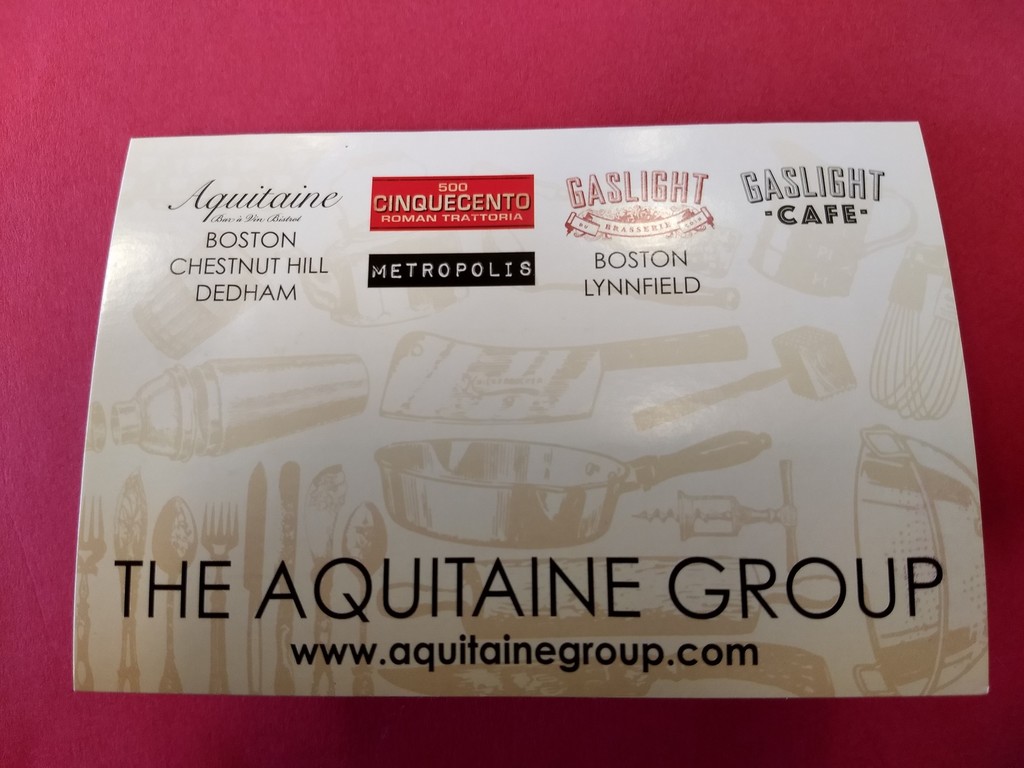 Aquitaine
Bar à Vin Bistrot
BOSTON
CHESTNUT HILL
DEDHAM
500
CINQUECENTO
ROMAN TRATTORIA
METROPOLIS
GASLIGHT
BRASSERIE
BOSTON
LYNNFIELD
GASLIGHT
-CAFE-
THE AQUITAINE GROUP
www.aquitainegroup.com